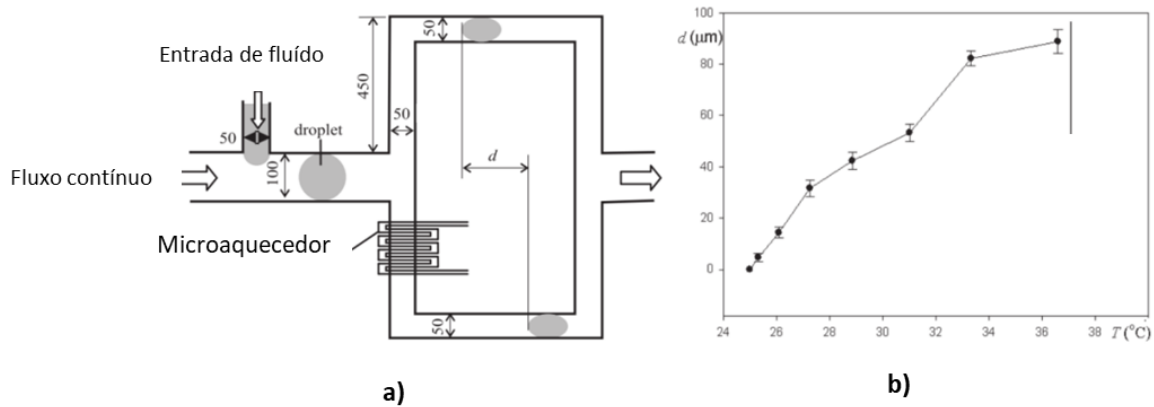 Entrada de fluído
50
droplet
100
Fluxo contínuo
Microaquecedor
450
50
50
d
50
a)
100
d (µm)
80
60
40
80
20
0
24
26
28
30
32
34
36
38
T (°C)
b)